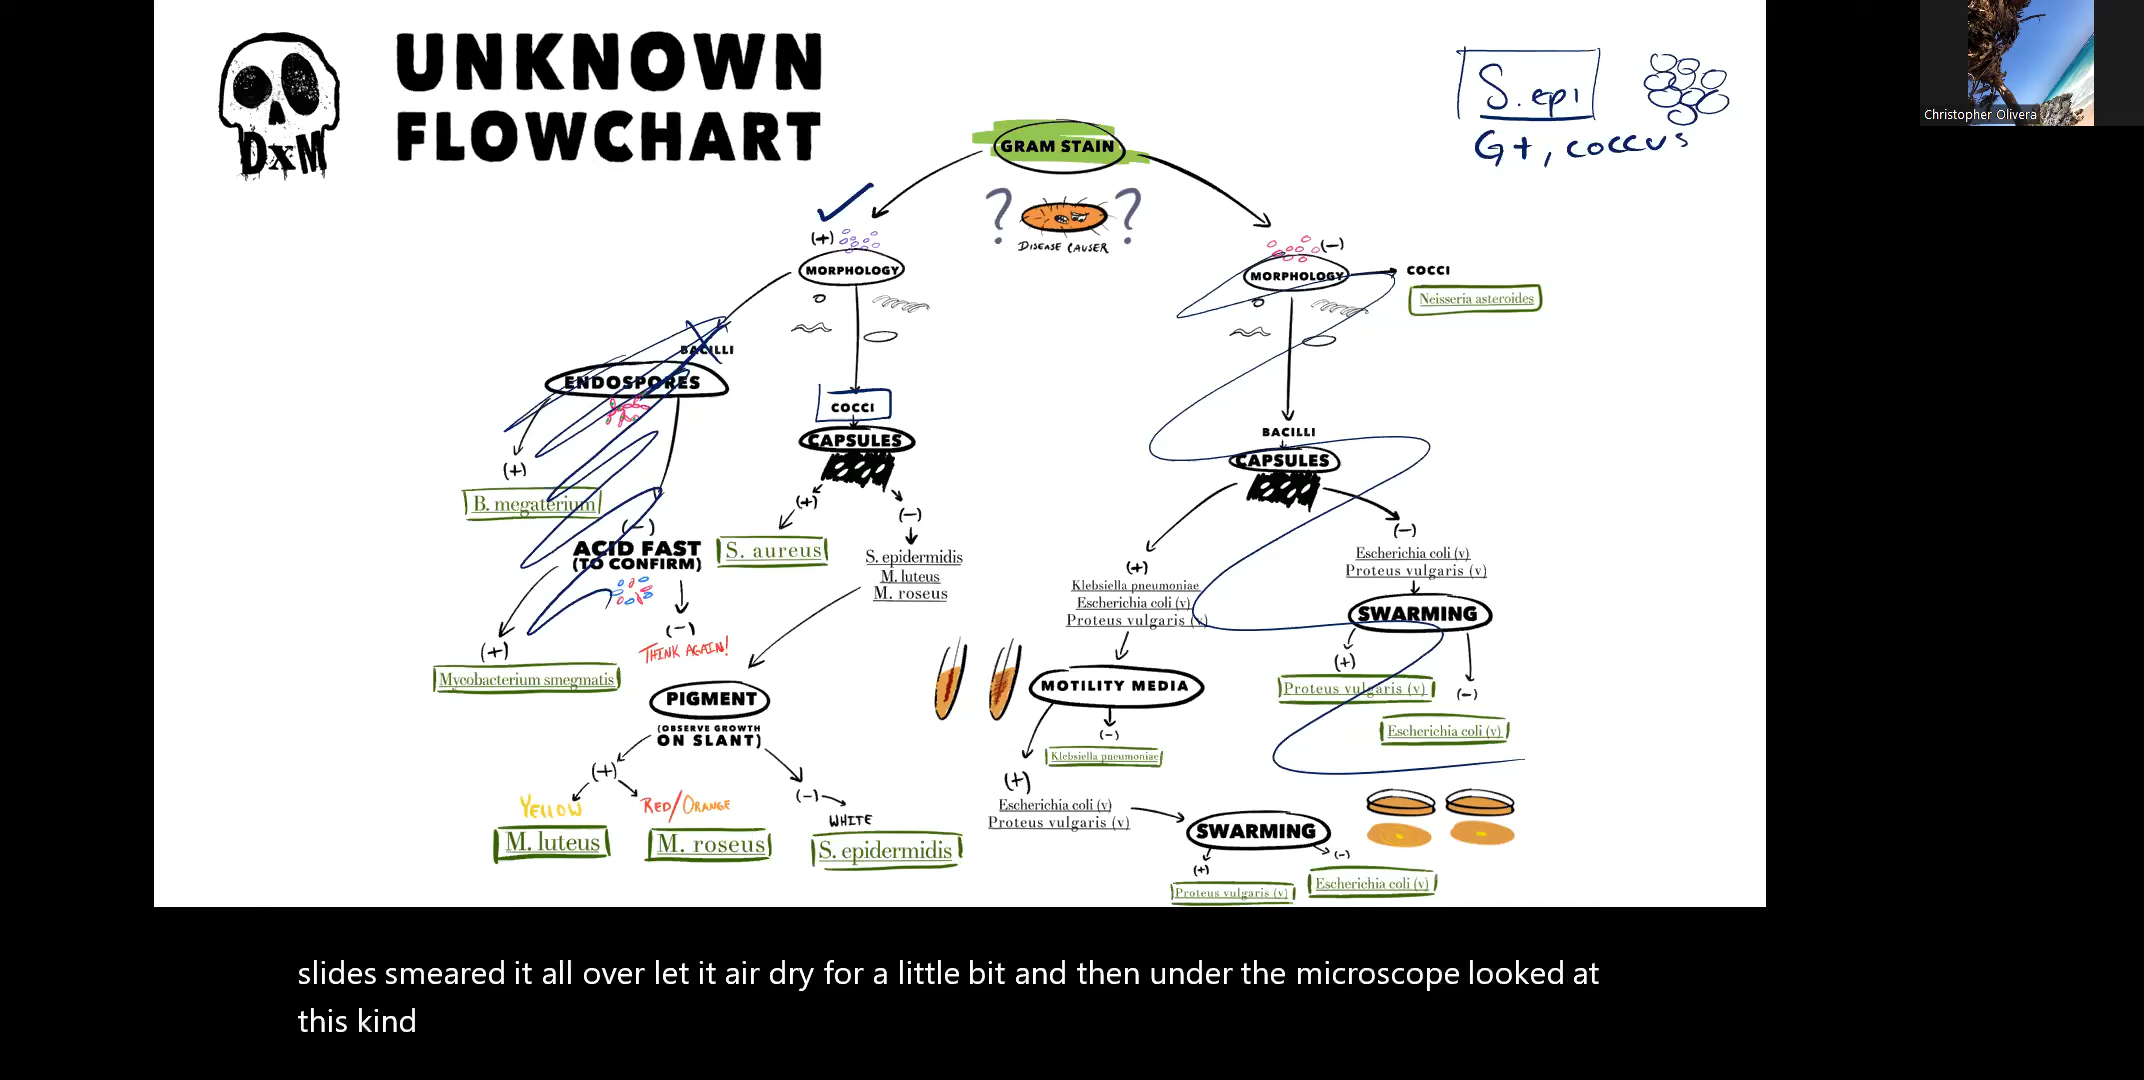 UNKNOWN
FLOWCHART
DxM
S. epi
G+, coccus
Christopher Olivera
GRAM STAIN
? ?
DISEASE CAUSER
(+)
MORPHOLOGY
(-)
MORPHOLOGY
COCCI
Neisseria asteroides
BACILLI
ENDOSPORES
(+)
B. megaterium
(-)
ACID FAST
(TO CONFIRM)
(+)
Mycobacterium smegmatis
(-)
THINK AGAIN!
COCCI
CAPSULES
(+)
S. aureus
(-)
S. epidermidis
M. luteus
M. roseus
PIGMENT
(OBSERVE GROWTH
ON SLANT)
(+)
YELLOW
M. luteus
RED/ORANGE
M. roseus
(-)
WHITE
S. epidermidis
BACILLI
CAPSULES
(+)
Klebsiella pneumoniae
Escherichia coli (v)
Proteus vulgaris (v)
MOTILITY MEDIA
(-)
Klebsiella pneumoniae
(+)
Escherichia coli (v)
Proteus vulgaris (v)
SWARMING
(+)
Proteus vulgaris (v)
(-)
Escherichia coli (v)
(-)
Escherichia coli (v)
Proteus vulgaris (v)
SWARMING
(+)
Proteus vulgaris (v)
(-)
Escherichia coli (v)
slides smeared it all over let it air dry for a little bit and then under the microscope looked at
this kind